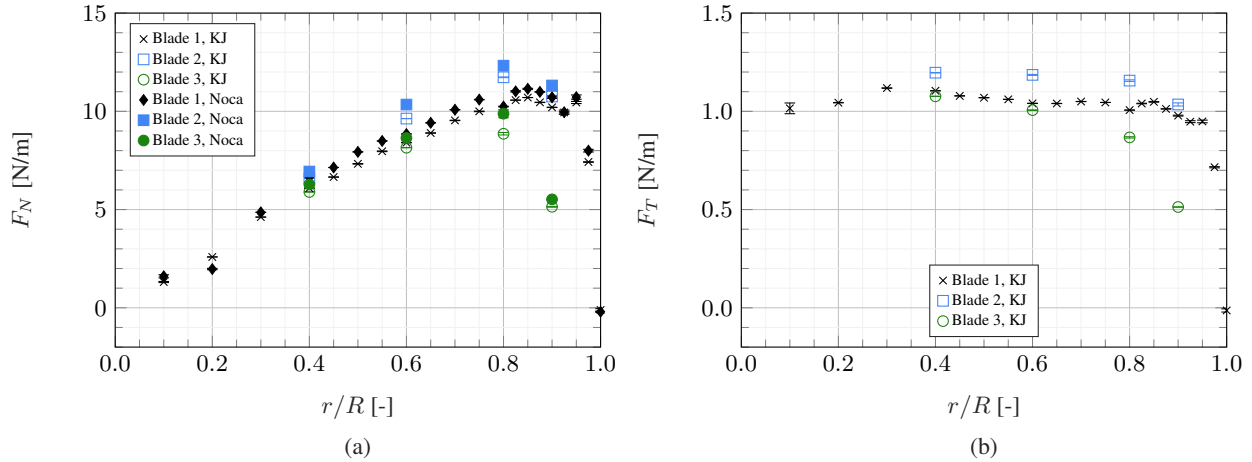 15
10
5
0
F_N [N/m]
Blade 1, KJ
Blade 2, KJ
Blade 3, KJ
Blade 1, Noca
Blade 2, Noca
Blade 3, Noca
0.0 0.2 0.4 0.6 0.8 1.0
r/R [-]
(a)
1.5
1.0
0.5
0.0
F_T [N/m]
Blade 1, KJ
Blade 2, KJ
Blade 3, KJ
0.0 0.2 0.4 0.6 0.8 1.0
r/R [-]
(b)